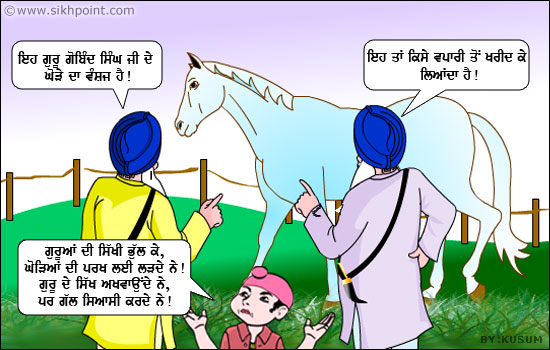 ©www.sikhpoint.com
ਇਹ ਗੁਰੂ ਗੋਬਿੰਦ ਸਿੰਘ ਜੀ ਦੇ
ਘੋੜੇ ਦਾ ਵੰਸ਼ਜ ਹੈ !
ਇਹ ਤਾਂ ਕਿਸੇ ਵਪਾਰੀ ਤੋਂ ਖਰੀਦ ਕੇ
ਲਿਆਂਦਾ ਹੈ !
ਗੁਰੂਆਂ ਦੀ ਸਿੱਖੀ ਭੁੱਲ ਕੇ,
ਘੋੜਿਆਂ ਦੀ ਪਰਖ ਲਈ ਲੜਦੇ ਨੇ !
ਗੁਰੂ ਦੇ ਸਿੱਖ ਅਖਵਾਉਂਦੇ ਨੇ,
ਪਰ ਗੱਲ ਸਿਆਸੀ ਕਰਦੇ ਨੇ !
BY:KUSUM